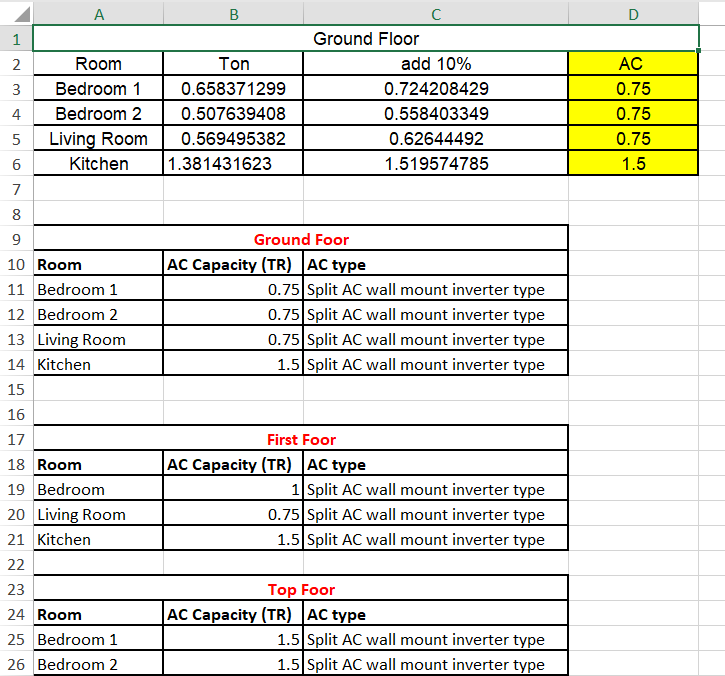 A B C D
1 Ground Floor
2 Room Ton add 10% AC
3 Bedroom 1 0.658371299 0.724208429 0.75
4 Bedroom 2 0.507639408 0.558403349 0.75
5 Living Room 0.569495382 0.62644492 0.75
6 Kitchen 1.381431623 1.519574785 1.5
7
8
9 Ground Foor
10 Room AC Capacity (TR) AC type
11 Bedroom 1 0.75 Split AC wall mount inverter type
12 Bedroom 2 0.75 Split AC wall mount inverter type
13 Living Room 0.75 Split AC wall mount inverter type
14 Kitchen 1.5 Split AC wall mount inverter type
15
16
17 First Foor
18 Room AC Capacity (TR) AC type
19 Bedroom 1 Split AC wall mount inverter type
20 Living Room 0.75 Split AC wall mount inverter type
21 Kitchen 1.5 Split AC wall mount inverter type
22
23 Top Foor
24 Room AC Capacity (TR) AC type
25 Bedroom 1 1.5 Split AC wall mount inverter type
26 Bedroom 2 1.5 Split AC wall mount inverter type